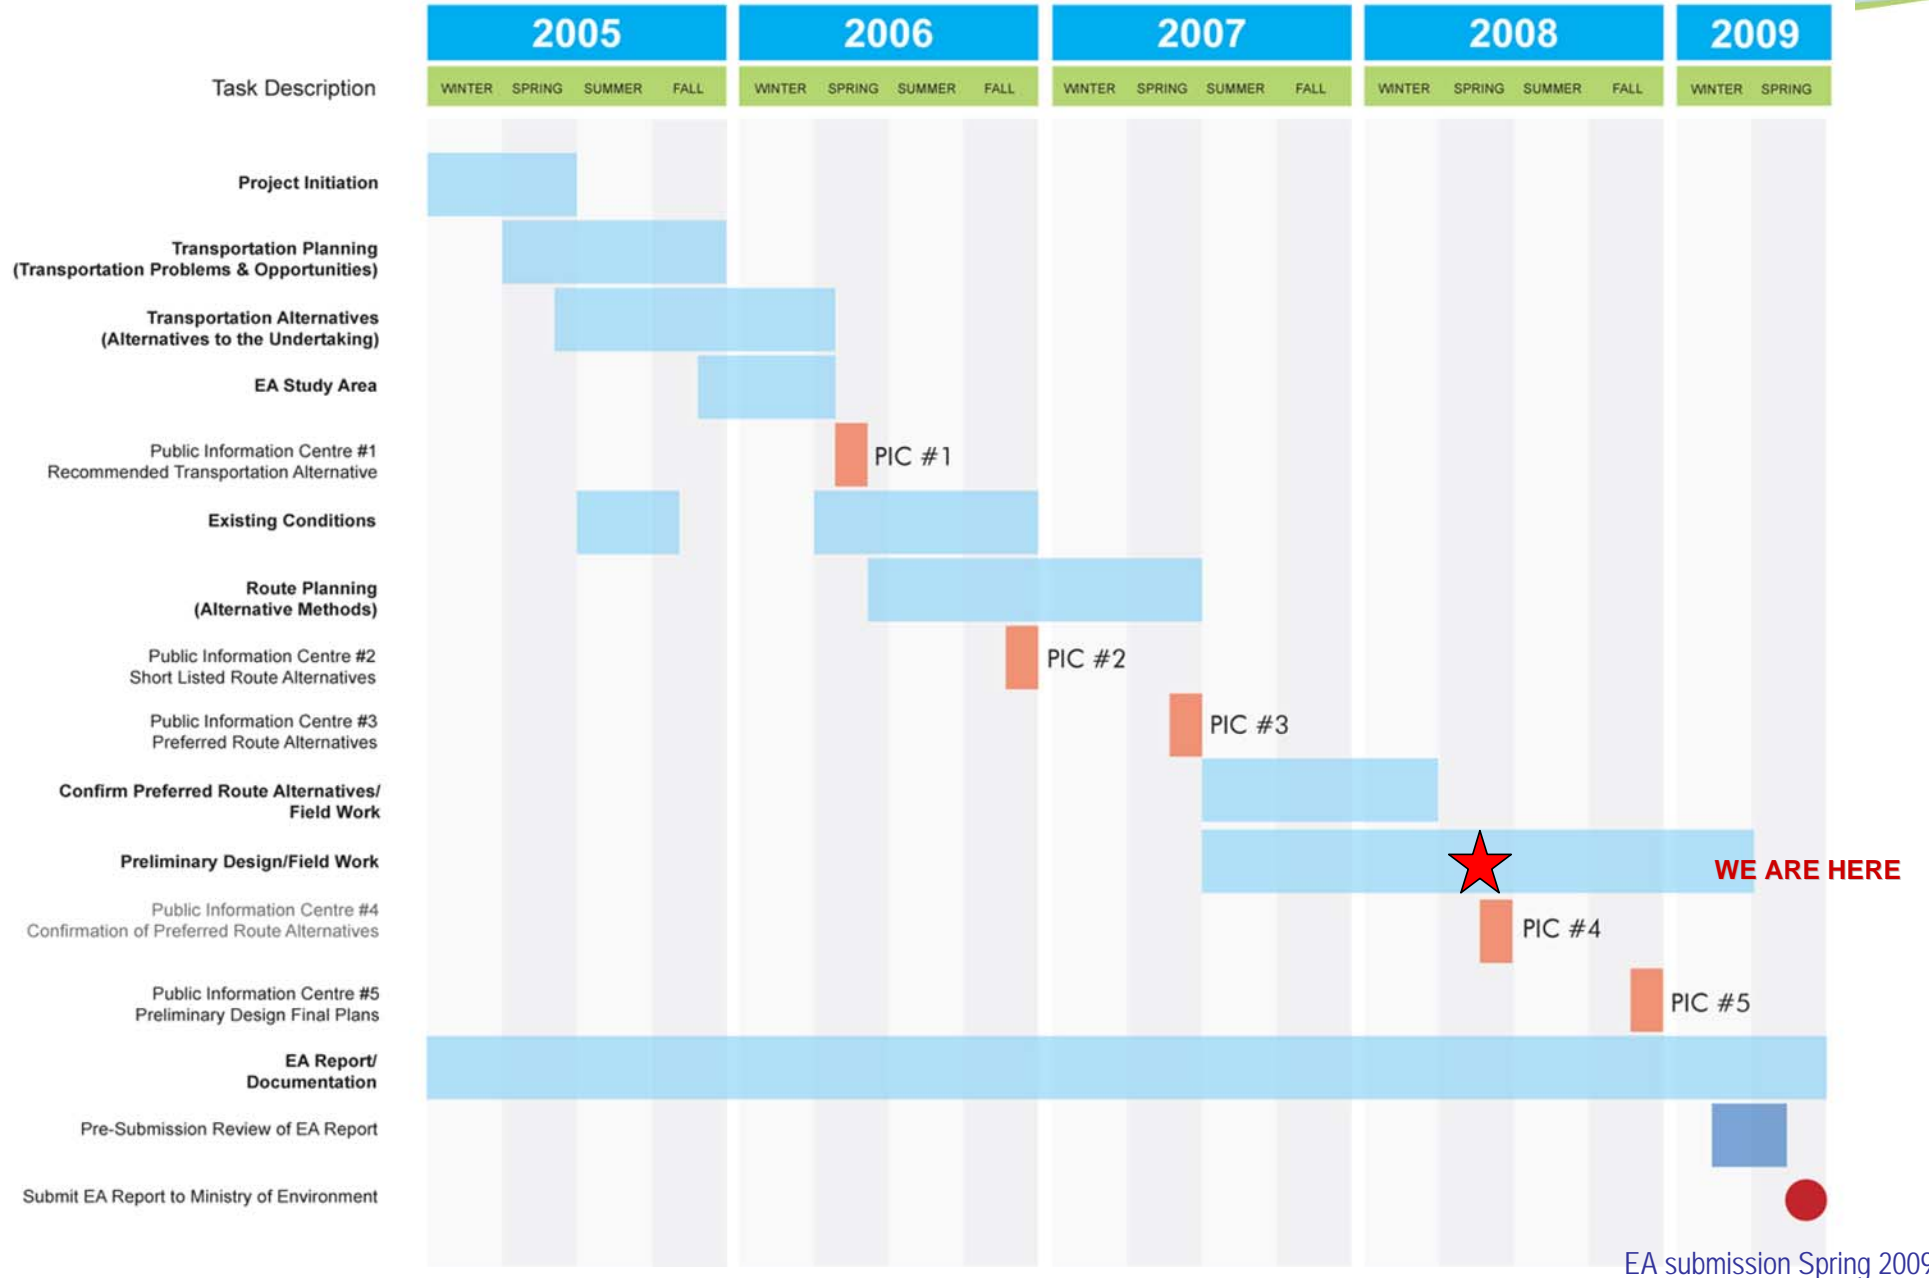 2005 2006 2007 2008 2009
Task Description WINTER SPRING SUMMER FALL WINTER SPRING SUMMER FALL WINTER SPRING SUMMER FALL WINTER SPRING SUMMER FALL WINTER SPRING
Project Initiation
Transportation Planning
(Transportation Problems & Opportunities)
Transportation Alternatives
(Alternatives to the Undertaking)
EA Study Area
Public Information Centre #1
Recommended Transportation Alternative
PIC #1
Existing Conditions
Route Planning
(Alternative Methods)
Public Information Centre #2
Short Listed Route Alternatives
PIC #2
Public Information Centre #3
Preferred Route Alternatives
PIC #3
Confirm Preferred Route Alternatives/
Field Work
Preliminary Design/Field Work
WE ARE HERE
Public Information Centre #4
Confirmation of Preferred Route Alternatives
PIC #4
Public Information Centre #5
Preliminary Design Final Plans
PIC #5
EA Report/
Documentation
Pre-Submission Review of EA Report
Submit EA Report to Ministry of Environment
EA submission Spring 2009